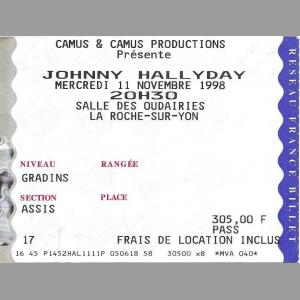 CAMUS & CAMUS PRODUCTIONS
Présente
JOHNNY HALLYDAY
MERCREDI 11 NOVEMBRE 1998
20H30
SALLE DES OUDAIRIES
LA ROCHE-SUR-YON
NIVEAU RANGÉE
GRADINS
SECTION PLACE
ASSIS
305,00 F
PASS
17 FRAIS DE LOCATION INCLUS
16 45 P1452HAL1111P 050618 58 30500 x8 *MVA 040*
RESEAU FRANCE BILLET